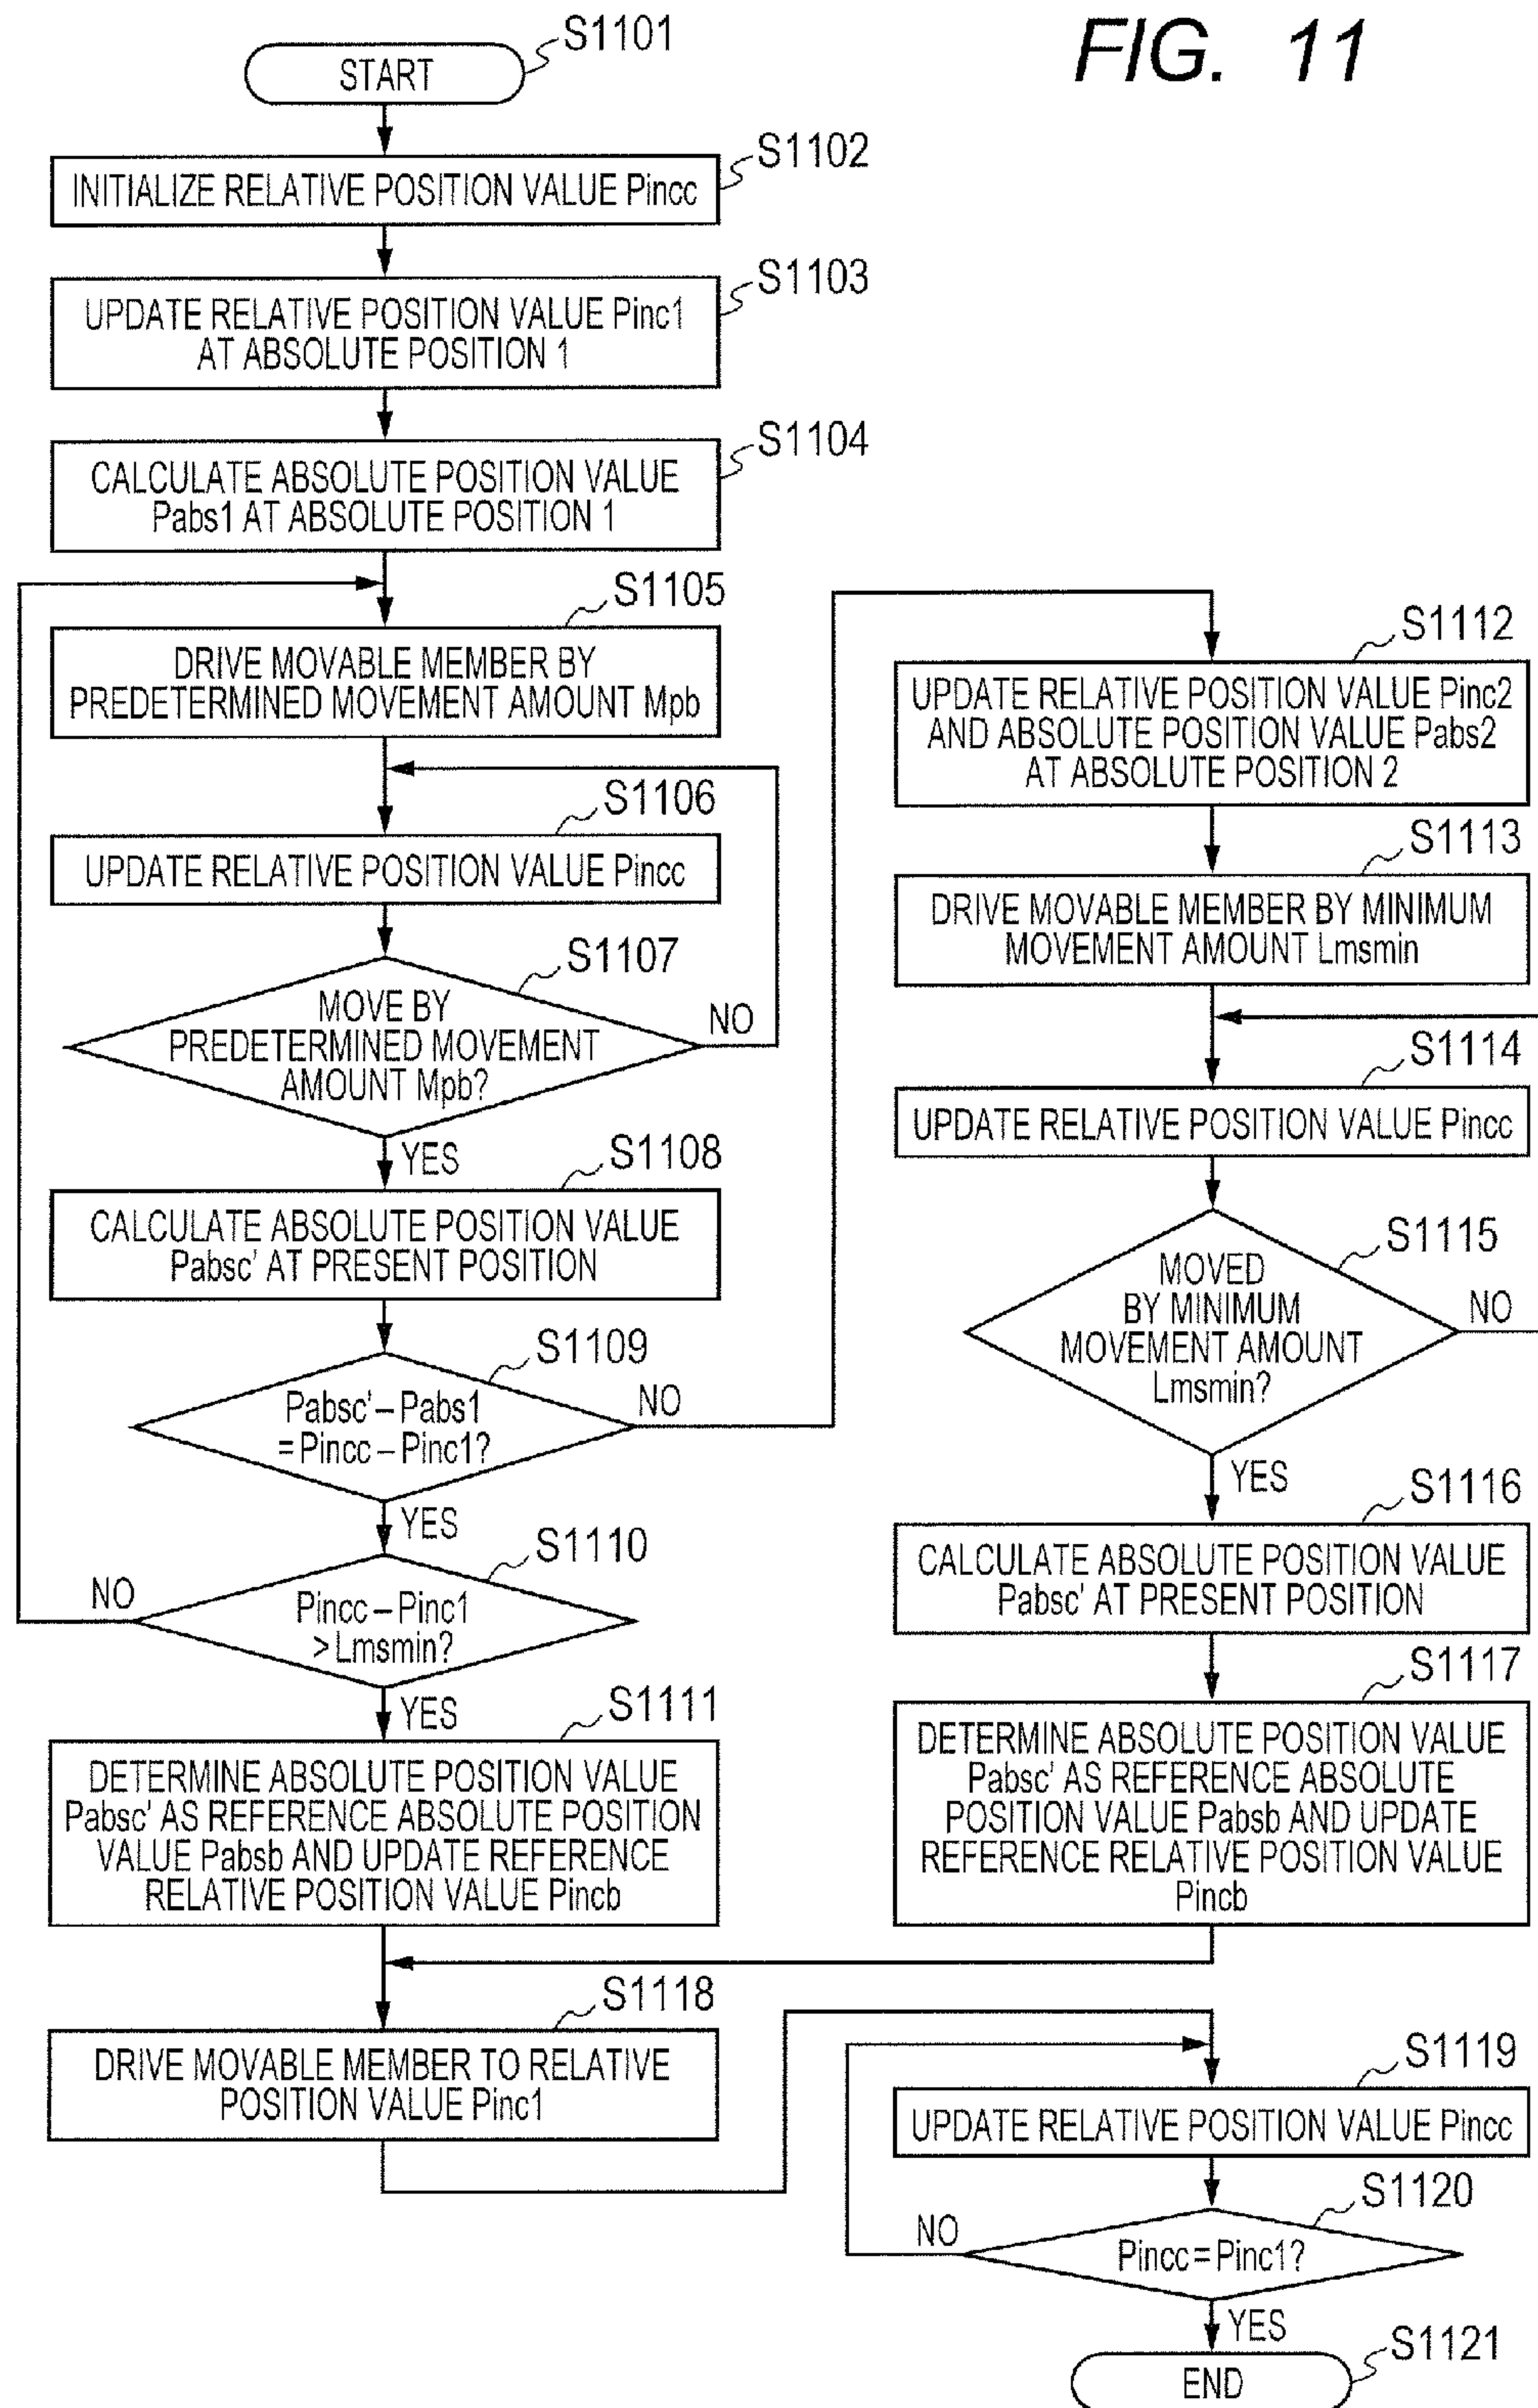 FIG. 11
S1101
START
S1102
INITIALIZE RELATIVE POSITION VALUE Pincc
S1103
UPDATE RELATIVE POSITION VALUE Pinc1
AT ABSOLUTE POSITION 1
S1104
CALCULATE ABSOLUTE POSITION VALUE
Pabs1 AT ABSOLUTE POSITION 1
S1105
DRIVE MOVABLE MEMBER BY
PREDETERMINED MOVEMENT AMOUNT Mpb
S1106
UPDATE RELATIVE POSITION VALUE Pincc
S1107
MOVE BY
PREDETERMINED MOVEMENT
AMOUNT Mpb?
NO
YES
S1108
CALCULATE ABSOLUTE POSITION VALUE
Pabsc' AT PRESENT POSITION
S1109
Pabsc' – Pabs1
= Pincc – Pinc1?
NO
YES
S1110
Pincc – Pinc1
> Lmsmin?
NO
YES
S1111
DETERMINE ABSOLUTE POSITION VALUE
Pabsc' AS REFERENCE ABSOLUTE POSITION
VALUE Pabsb AND UPDATE REFERENCE
RELATIVE POSITION VALUE Pincb
S1112
UPDATE RELATIVE POSITION VALUE Pinc2
AND ABSOLUTE POSITION VALUE Pabs2
AT ABSOLUTE POSITION 2
S1113
DRIVE MOVABLE MEMBER BY MINIMUM
MOVEMENT AMOUNT Lmsmin
S1114
UPDATE RELATIVE POSITION VALUE Pincc
S1115
MOVED
BY MINIMUM
MOVEMENT AMOUNT
Lmsmin?
NO
YES
S1116
CALCULATE ABSOLUTE POSITION VALUE
Pabsc' AT PRESENT POSITION
S1117
DETERMINE ABSOLUTE POSITION VALUE
Pabsc' AS REFERENCE ABSOLUTE
POSITION VALUE Pabsb AND UPDATE
REFERENCE RELATIVE POSITION VALUE
Pincb
S1118
DRIVE MOVABLE MEMBER TO RELATIVE
POSITION VALUE Pinc1
S1119
UPDATE RELATIVE POSITION VALUE Pincc
S1120
Pincc = Pinc1?
NO
YES
S1121
END